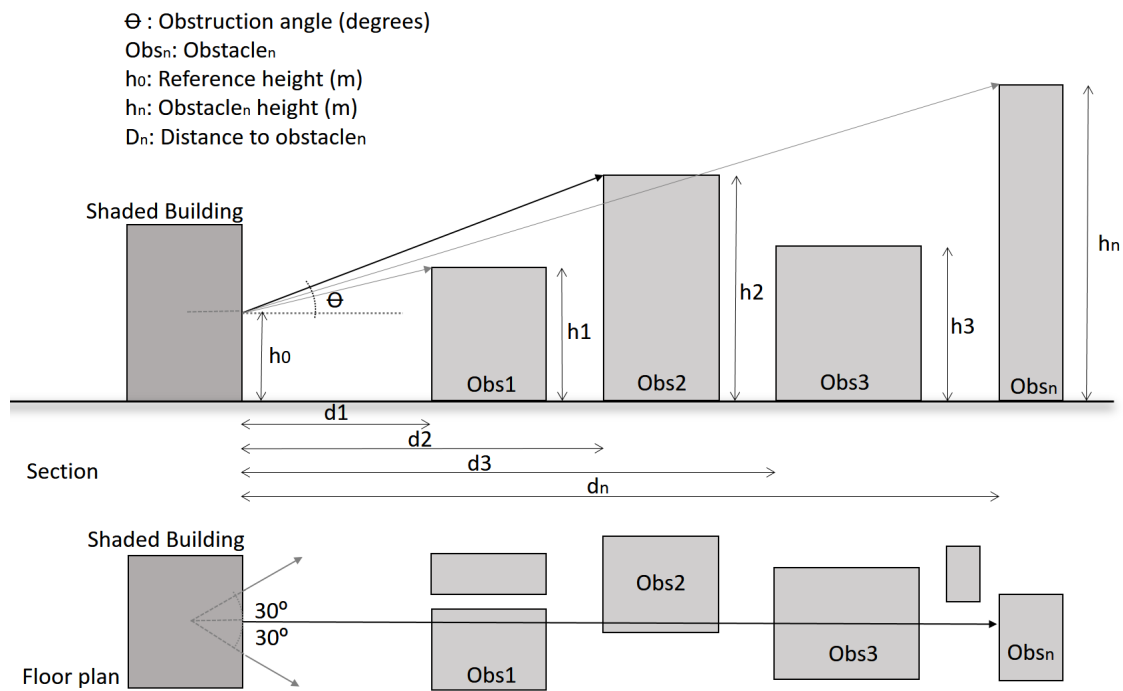 Ɵ : Obstruction angle (degrees)
Obsn: Obstaclen
h0: Reference height (m)
hn: Obstaclen height (m)
Dn: Distance to obstaclen
Shaded Building
Ɵ
h0
h1
h2
h3
hn
Obs1
Obs2
Obs3
Obsn
d1
d2
d3
dn
Section
Shaded Building
30º
30º
Obs1
Obs2
Obs3
Obsn
Floor plan